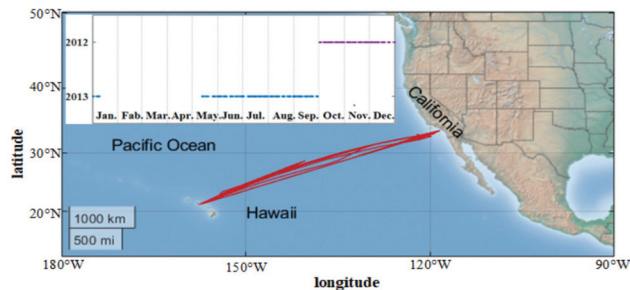 50°N
40°N
30°N
20°N
latitude
2012
2013
Jan. Feb. Mar. Apr. May. Jun. Jul. Aug. Sep. Oct. Nov. Dec.
California
Pacific Ocean
Hawaii
1000 km
500 mi
180°W 150°W 120°W 90°W
longitude